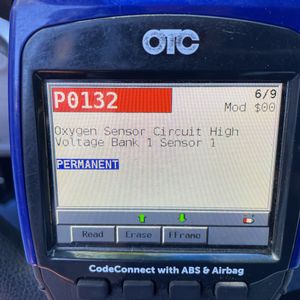 OTC
P0132
6/9
Mod $00
Oxygen Sensor Circuit High
Voltage Bank 1 Sensor 1
PERMANENT
Read Erase FFrame
CodeConnect with ABS & Airbag